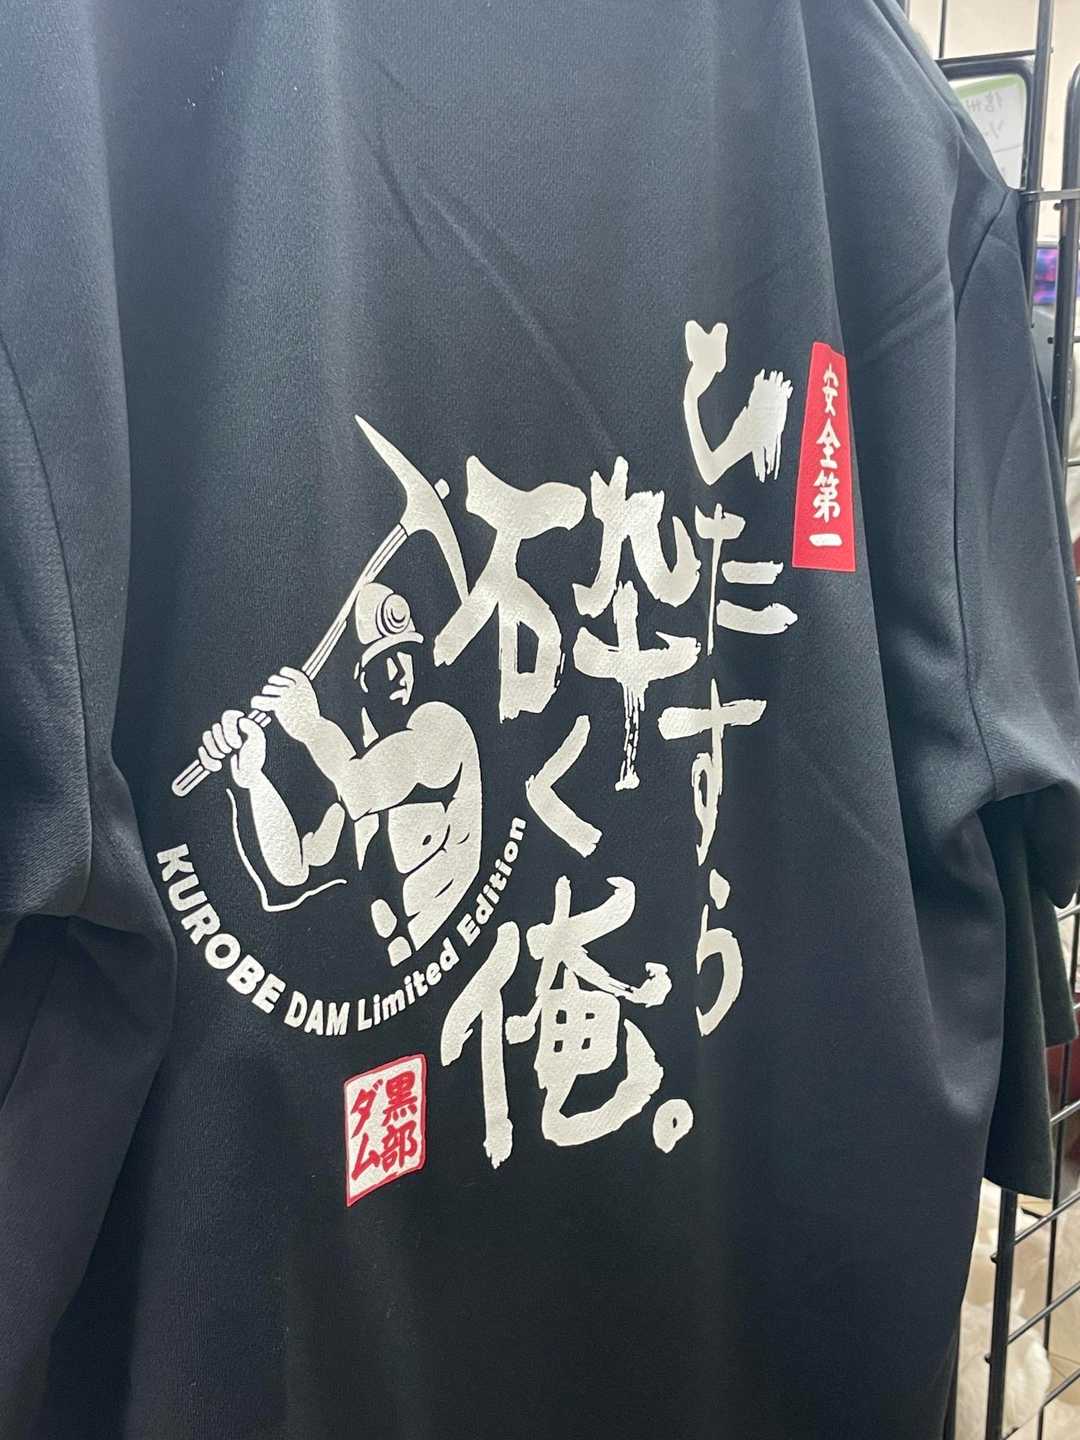 安全第一
ひたすら
砕く
俺。
KUROBE DAM Limited Edition
黒部
ダム